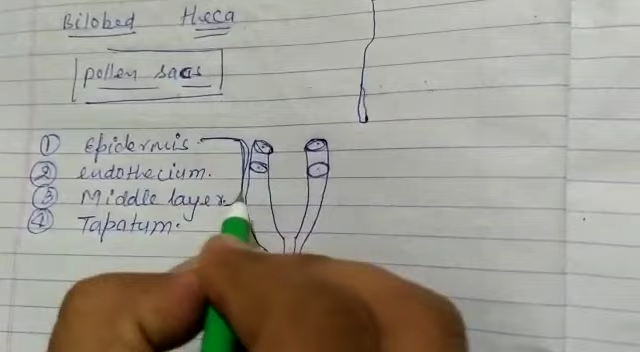 Bilobed Theca
pollen sacs
① Epidermis
② endothecium.
③ Middle layer
④ Tapatum.